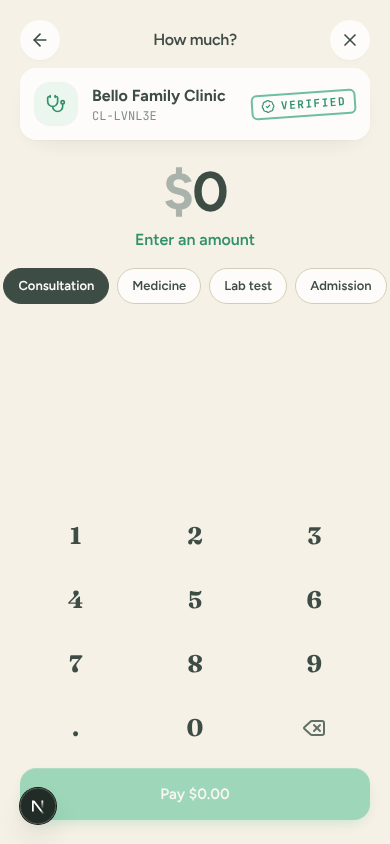 How much?
Bello Family Clinic
CL-LVNL3E
VERIFIED
$0
Enter an amount
Consultation Medicine Lab test Admission
1 2 3
4 5 6
7 8 9
. 0
Pay $0.00
N